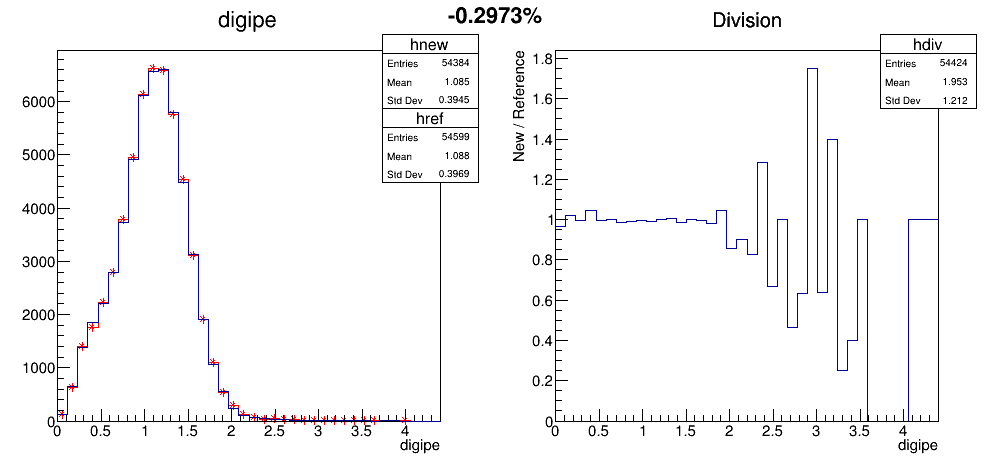 -0.2973%
digipe
hnew
Entries 54384
Mean 1.085
Std Dev 0.3945
href
Entries 54599
Mean 1.088
Std Dev 0.3969
6000
5000
4000
3000
2000
1000
0
0 0.5 1 1.5 2 2.5 3 3.5 4
digipe
Division
hdiv
Entries 54424
Mean 1.953
Std Dev 1.212
New / Reference
1.8
1.6
1.4
1.2
1
0.8
0.6
0.4
0.2
0
0 0.5 1 1.5 2 2.5 3 3.5 4
digipe